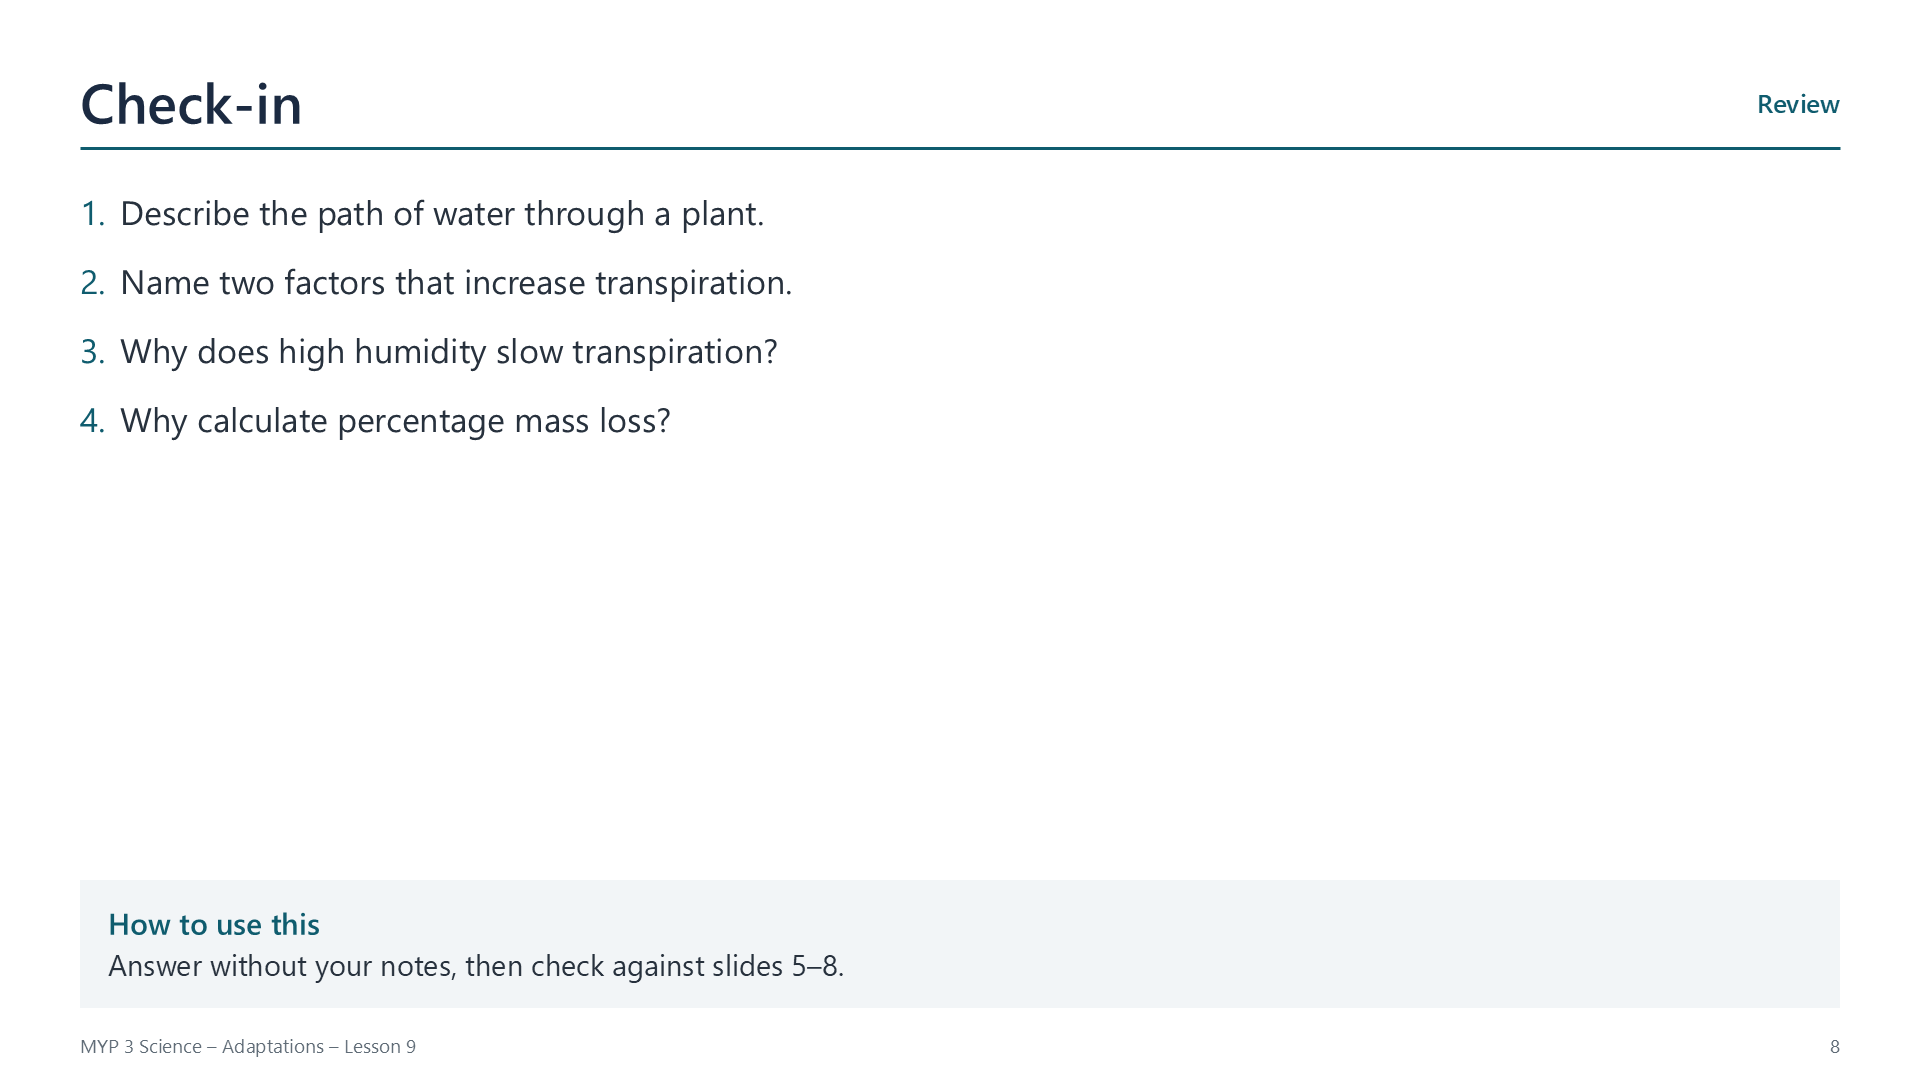 Check-in
Review
1. Describe the path of water through a plant.
2. Name two factors that increase transpiration.
3. Why does high humidity slow transpiration?
4. Why calculate percentage mass loss?
How to use this
Answer without your notes, then check against slides 5–8.
MYP 3 Science – Adaptations – Lesson 9
8